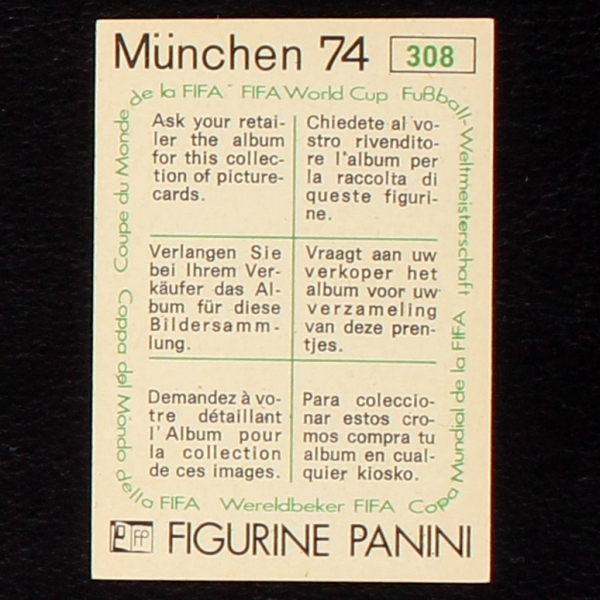 München 74 308
Coupe du Monde de la FIFA FIFA World Cup Fußball-Weltmeisterschaft
Ask your retai-
ler the album
for this collec-
tion of picture-
cards.
Chiedete al vo-
stro rivendito-
re l'album per
la raccolta di
queste figuri-
ne.
Verlangen Sie
bei Ihrem Ver-
käufer das Al-
bum für diese
Bildersamm-
lung.
Vraagt aan uw
verkoper het
album voor uw
verzameling
van deze pren-
tjes.
Demandez à vo-
tre détaillant
l'Album pour
la collection
de ces images.
Para coleccio-
nar estos cro-
mos compra tu
album en cual-
quier kiosko.
Coppa del Mondo della FIFA Wereldbeker FIFA Copa Mundial de la FIFA
FP FIGURINE PANINI